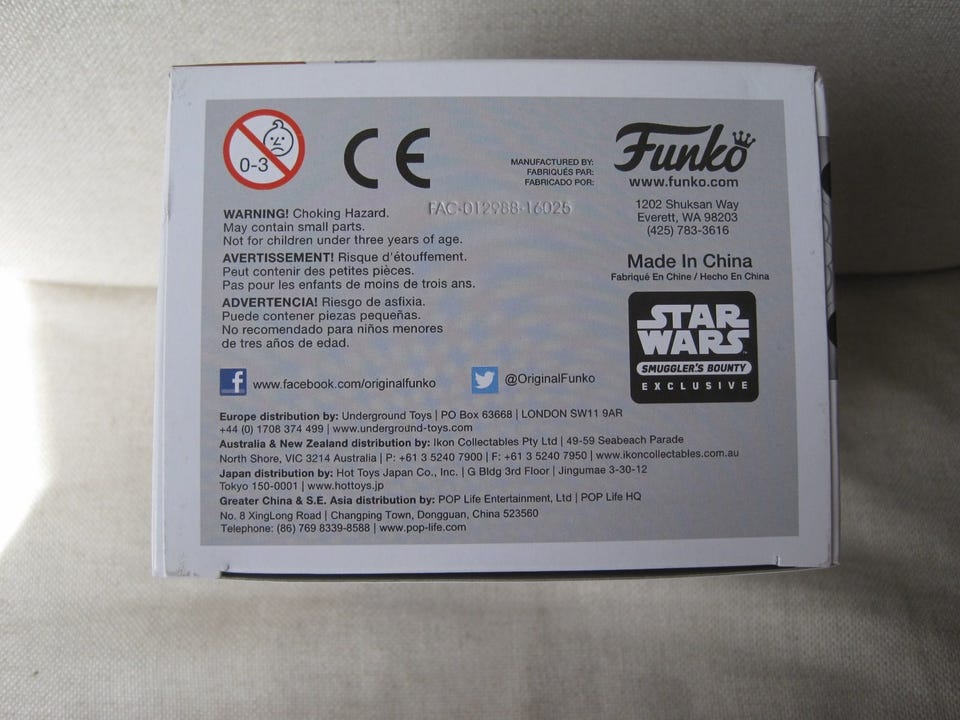 0-3
CE
MANUFACTURED BY:
FABRIQUÉS PAR:
FABRICADO POR:
Funko
www.funko.com
1202 Shuksan Way
Everett, WA 98203
(425) 783-3616
FAC-012988-16025
WARNING! Choking Hazard.
May contain small parts.
Not for children under three years of age.
AVERTISSEMENT! Risque d'étouffement.
Peut contenir des petites pièces.
Pas pour les enfants de moins de trois ans.
ADVERTENCIA! Riesgo de asfixia.
Puede contener piezas pequeñas.
No recomendado para niños menores
de tres años de edad.
Made In China
Fabriqué En Chine / Hecho En China
STAR
WARS
SMUGGLER'S BOUNTY
EXCLUSIVE
www.facebook.com/originalfunko
@OriginalFunko
Europe distribution by: Underground Toys | PO Box 63668 | LONDON SW11 9AR
+44 (0) 1708 374 499 | www.underground-toys.com
Australia & New Zealand distribution by: Ikon Collectables Pty Ltd | 49-59 Seabeach Parade
North Shore, VIC 3214 Australia | P: +61 3 5240 7900 | F: +61 3 5240 7950 | www.ikoncollectables.com.au
Japan distribution by: Hot Toys Japan Co., Inc. | G Bldg 3rd Floor | Jingumae 3-30-12
Tokyo 150-0001 | www.hottoys.jp
Greater China & S.E. Asia distribution by: POP Life Entertainment, Ltd | POP Life HQ
No. 8 XingLong Road | Changping Town, Dongguan, China 523560
Telephone: (86) 769 8339-8588 | www.pop-life.com